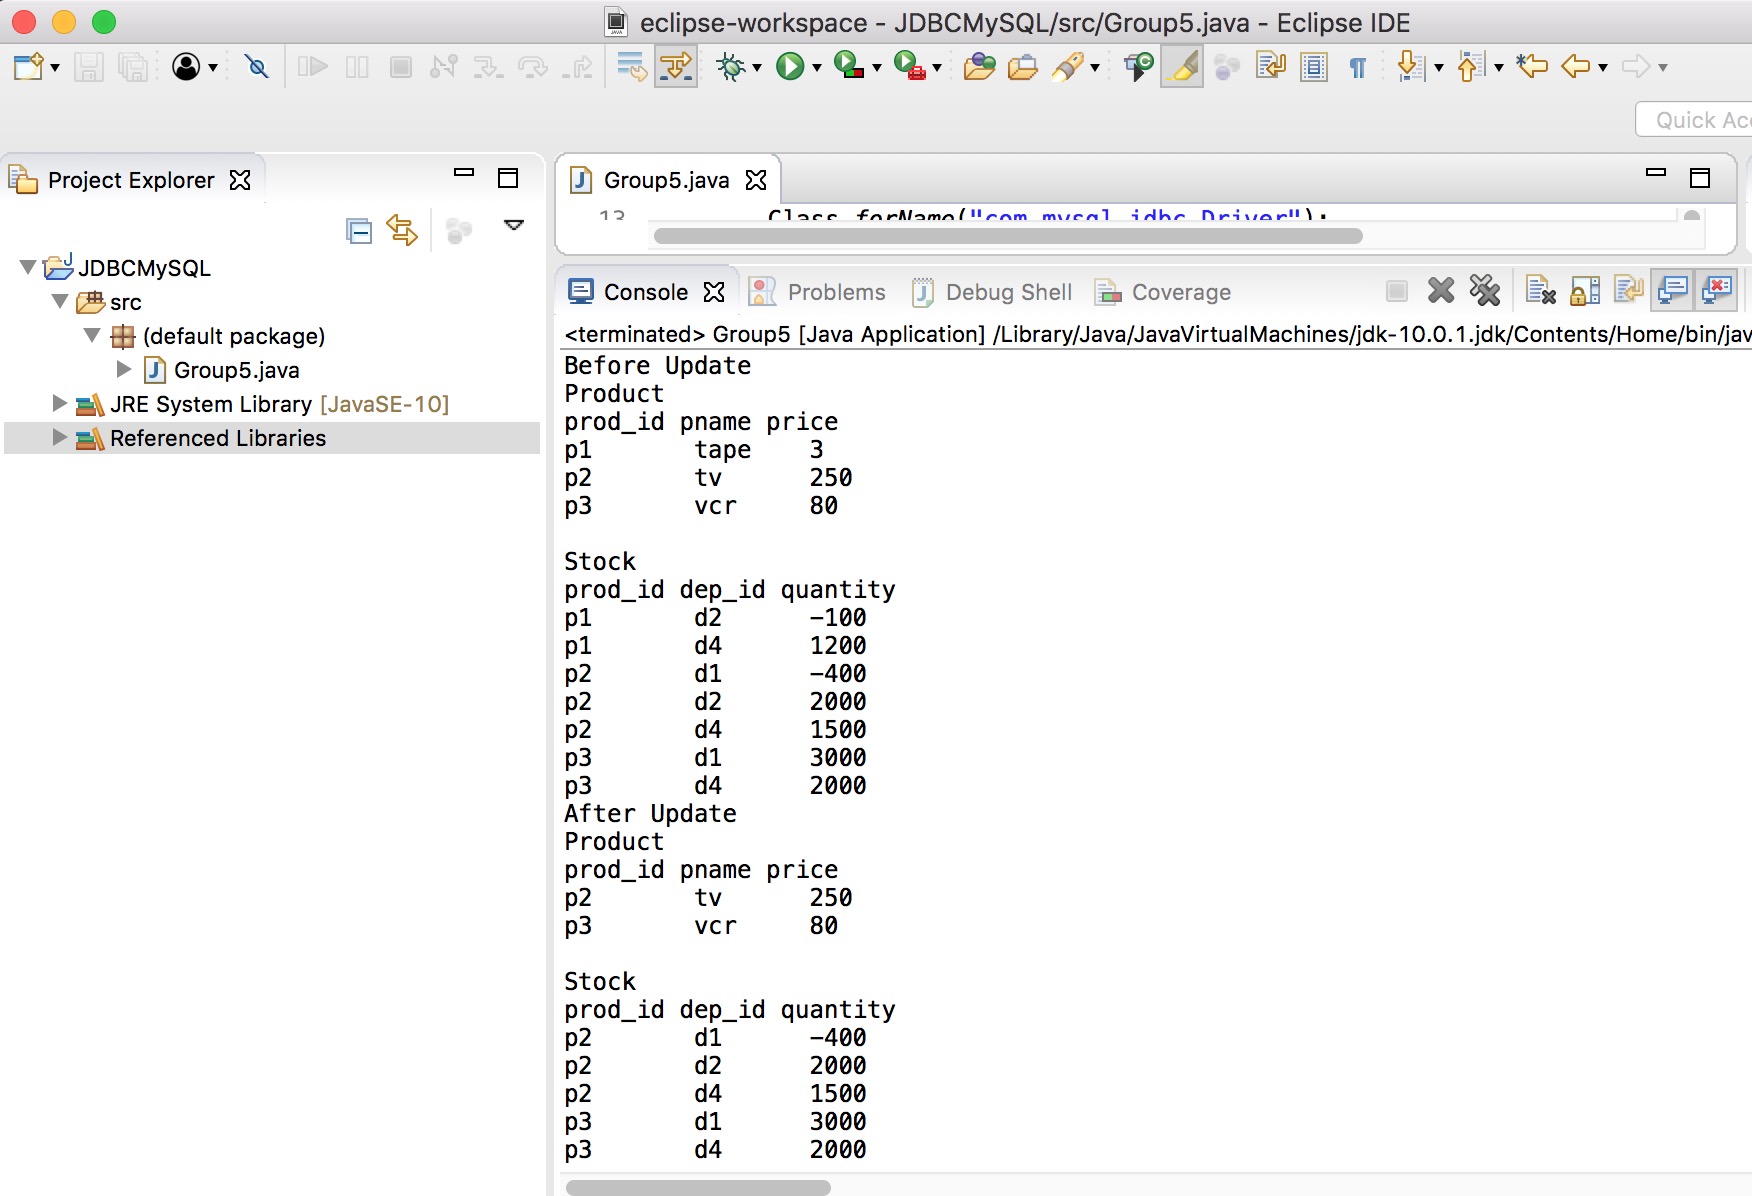 eclipse-workspace - JDBCMySQL/src/Group5.java - Eclipse IDE
Quick Acc
Project Explorer
JDBCMySQL
src
(default package)
Group5.java
JRE System Library [JavaSE-10]
Referenced Libraries
Group5.java
13 Class.forName("com.mysql.jdbc.Driver");
Console Problems Debug Shell Coverage
<terminated> Group5 [Java Application] /Library/Java/JavaVirtualMachines/jdk-10.0.1.jdk/Contents/Home/bin/jav
Before Update
Product
prod_id pname price
p1 tape 3
p2 tv 250
p3 vcr 80
Stock
prod_id dep_id quantity
p1 d2 -100
p1 d4 1200
p2 d1 -400
p2 d2 2000
p2 d4 1500
p3 d1 3000
p3 d4 2000
After Update
Product
prod_id pname price
p2 tv 250
p3 vcr 80
Stock
prod_id dep_id quantity
p2 d1 -400
p2 d2 2000
p2 d4 1500
p3 d1 3000
p3 d4 2000